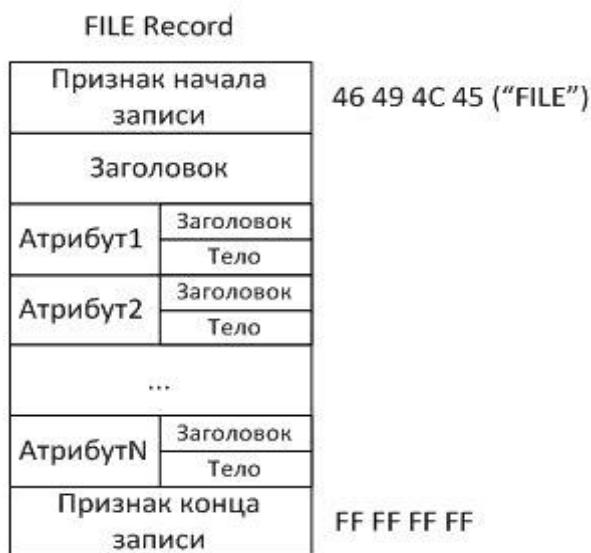 FILE Record
Признак начала
записи
46 49 4C 45 (“FILE”)
Заголовок
Атрибут1
Заголовок
Тело
Атрибут2
Заголовок
Тело
...
АтрибутN
Заголовок
Тело
Признак конца
записи
FF FF FF FF